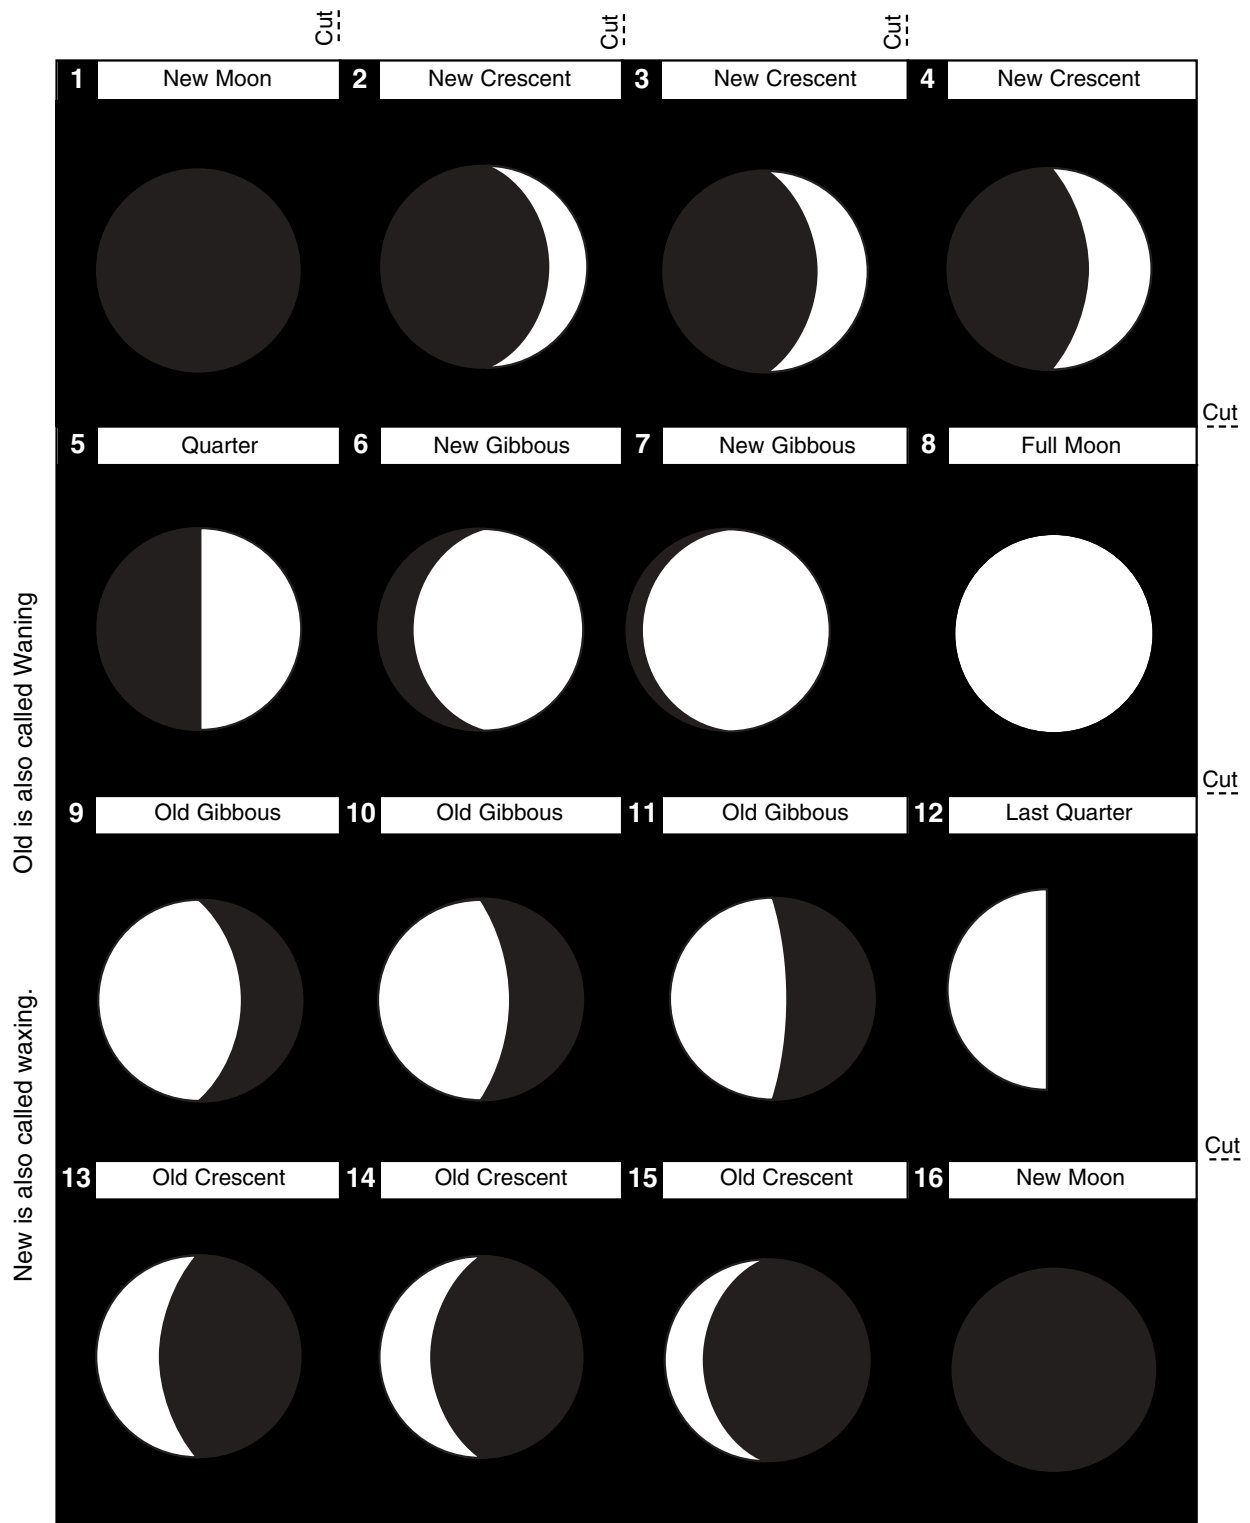 Cut
Cut
Cut
1 New Moon
2 New Crescent
3 New Crescent
4 New Crescent
Cut
5 Quarter
6 New Gibbous
7 New Gibbous
8 Full Moon
Cut
9 Old Gibbous
10 Old Gibbous
11 Old Gibbous
12 Last Quarter
Cut
13 Old Crescent
14 Old Crescent
15 Old Crescent
16 New Moon
New is also called waxing.
Old is also called Waning